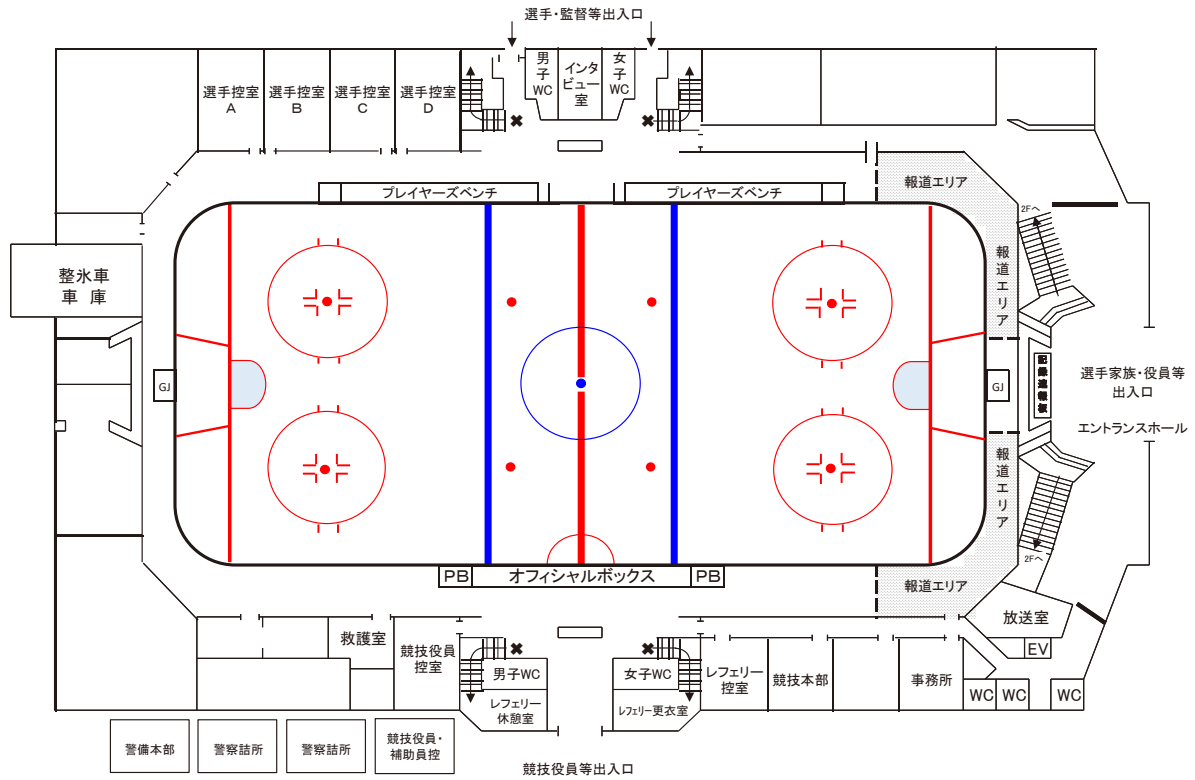 選手・監督等出入口
選手控室
A
選手控室
B
選手控室
C
選手控室
D
男子
WC
インタ
ビュー
室
女子
WC
プレイヤーズベンチ
プレイヤーズベンチ
報道エリア
2Fへ
報道エリア
整氷車
車 庫
GJ
GJ
記録速報板
選手家族・役員等
出入口
エントランスホール
報道エリア
2Fへ
PB
オフィシャルボックス
PB
報道エリア
放送室
EV
救護室
競技役員
控室
男子WC
女子WC
レフェリー
控室
競技本部
事務所
WC
WC
WC
レフェリー
休憩室
レフェリー更衣室
警備本部
警察詰所
警察詰所
競技役員・
補助員控
競技役員等出入口